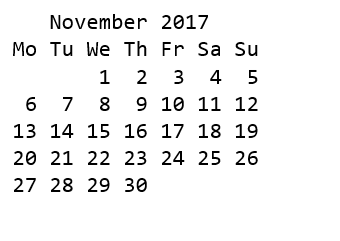 November 2017
Mo Tu We Th Fr Sa Su
1 2 3 4 5
6 7 8 9 10 11 12
13 14 15 16 17 18 19
20 21 22 23 24 25 26
27 28 29 30